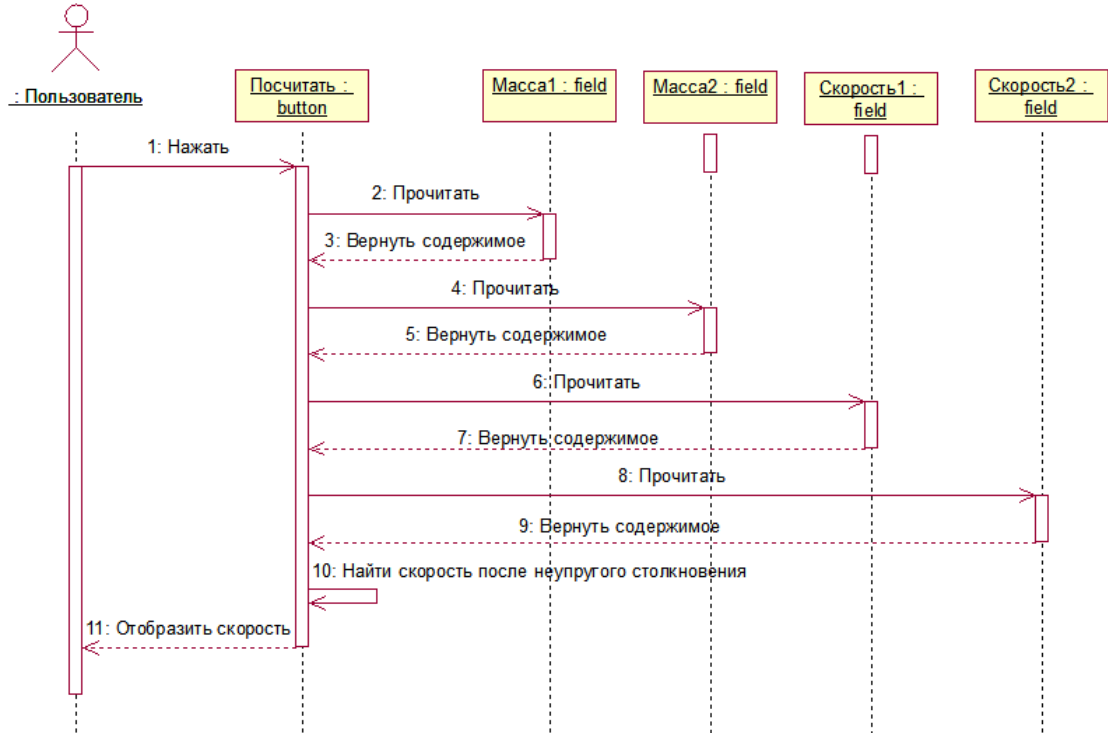 : Пользователь
Посчитать :
button
Масса1 : field
Масса2 : field
Скорость1 :
field
Скорость2 :
field
1: Нажать
2: Прочитать
3: Вернуть содержимое
4: Прочитать
5: Вернуть содержимое
6: Прочитать
7: Вернуть содержимое
8: Прочитать
9: Вернуть содержимое
10: Найти скорость после неупругого столкновения
11: Отобразить скорость